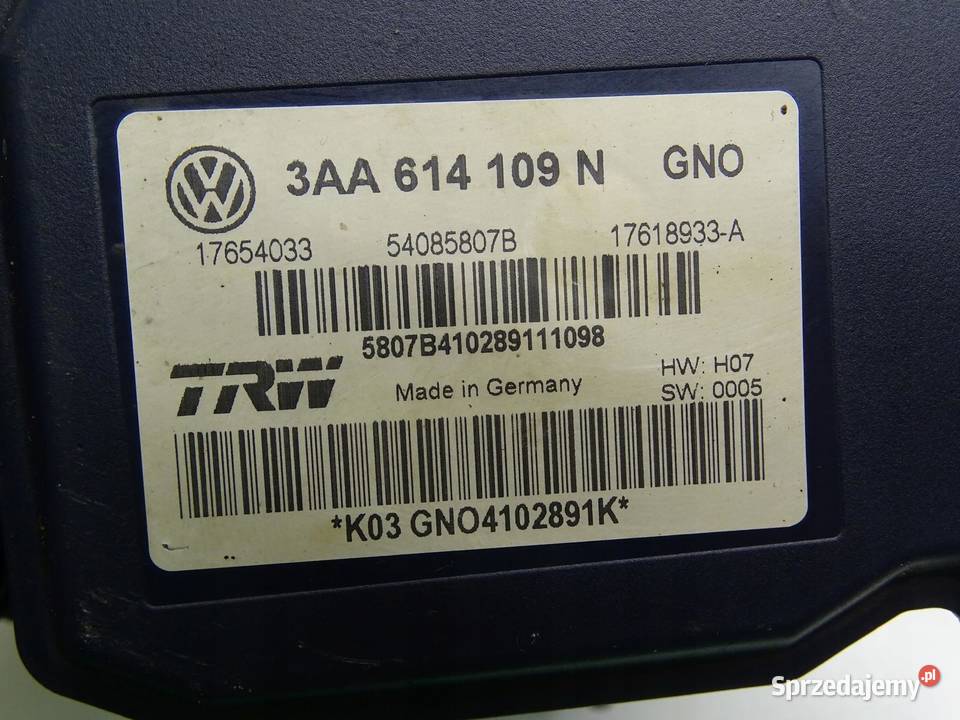 3AA 614 109 N GNO
17654033 54085807B 17618933-A
5807B410289111098
TRW Made in Germany HW: H07
SW: 0005
*K03 GNO4102891K*
Sprzedajemy.pl